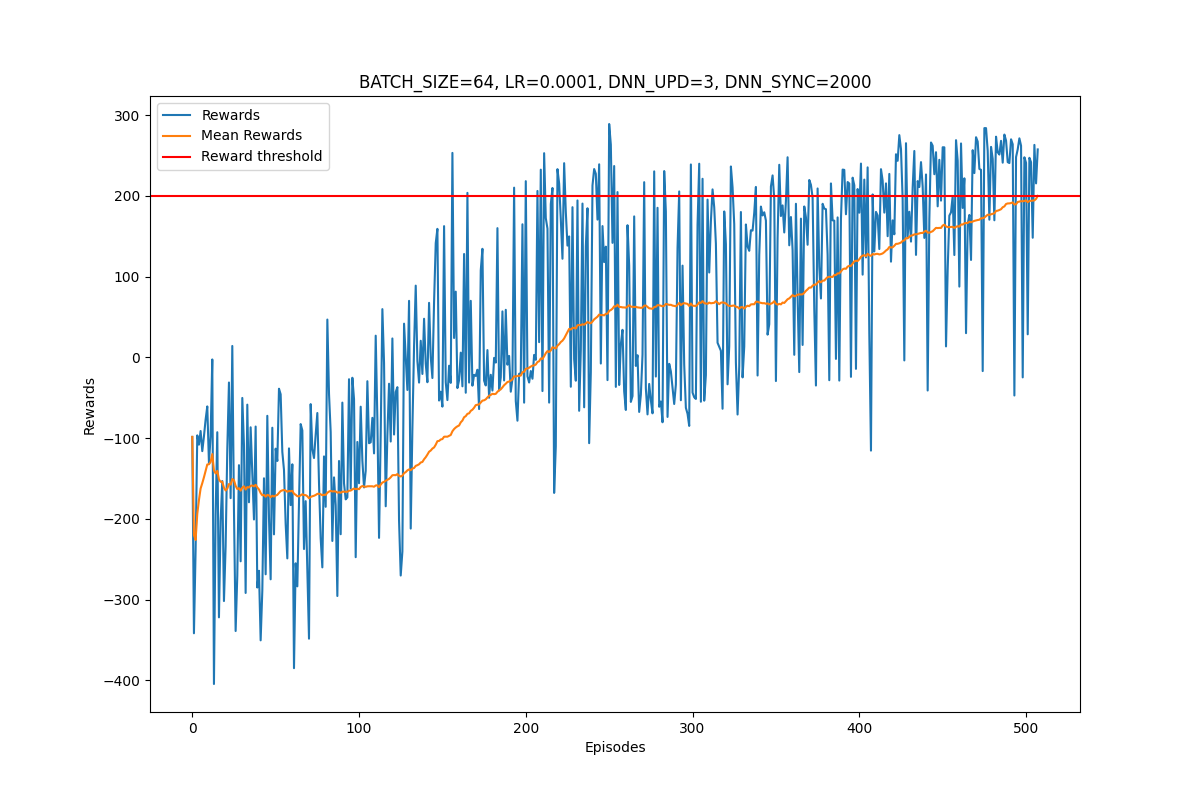 BATCH_SIZE=64, LR=0.0001, DNN_UPD=3, DNN_SYNC=2000
Rewards
Mean Rewards
Reward threshold
300
200
100
0
−100
−200
−300
−400
Rewards
0
100
200
300
400
500
Episodes